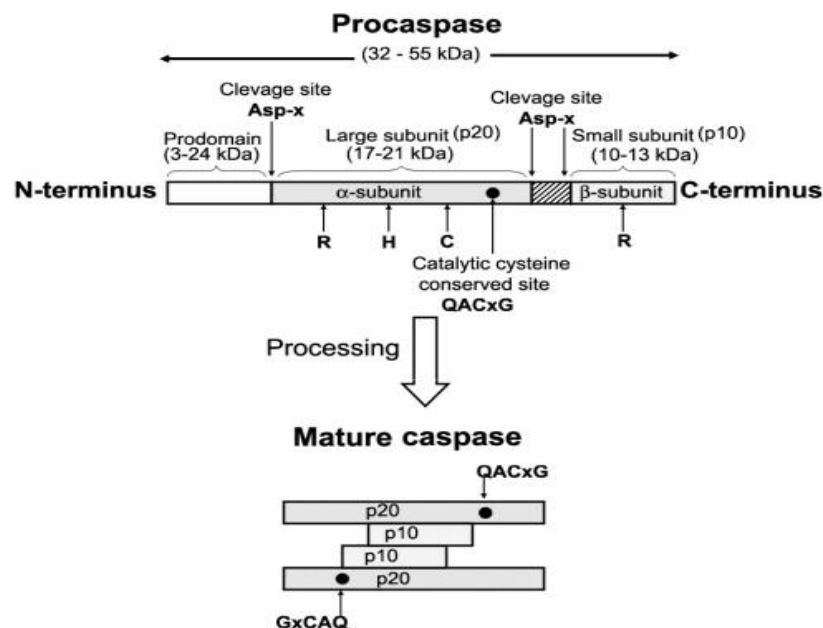 Procaspase
(32 - 55 kDa)
Clevage site
Asp-x
Clevage site
Asp-x
Prodomain
(3-24 kDa)
Large subunit (p20)
(17-21 kDa)
Small subunit (p10)
(10-13 kDa)
N-terminus
α-subunit
β-subunit
C-terminus
R
H
C
R
Catalytic cysteine
conserved site
QACxG
Processing
Mature caspase
QACxG
p20
p10
p10
p20
GxCAQ